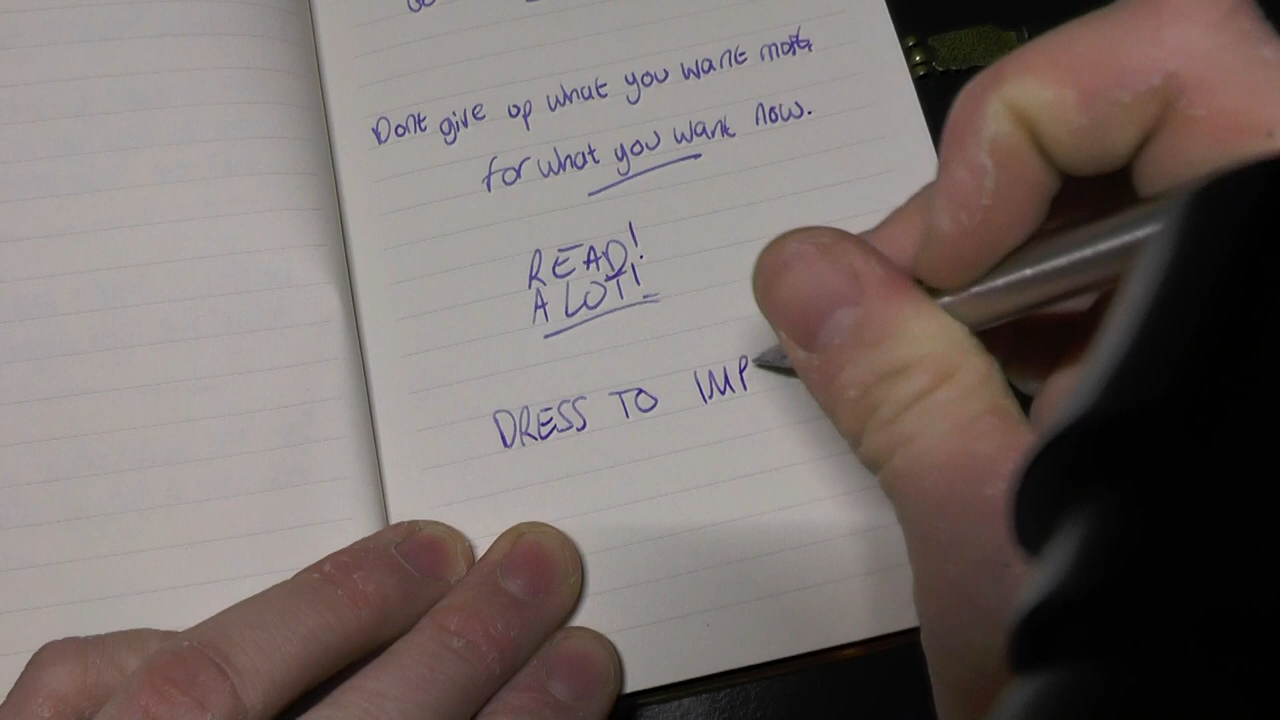 Dont give up what you want most
for what you want now.
READ!
A LOT!
DRESS TO IMP